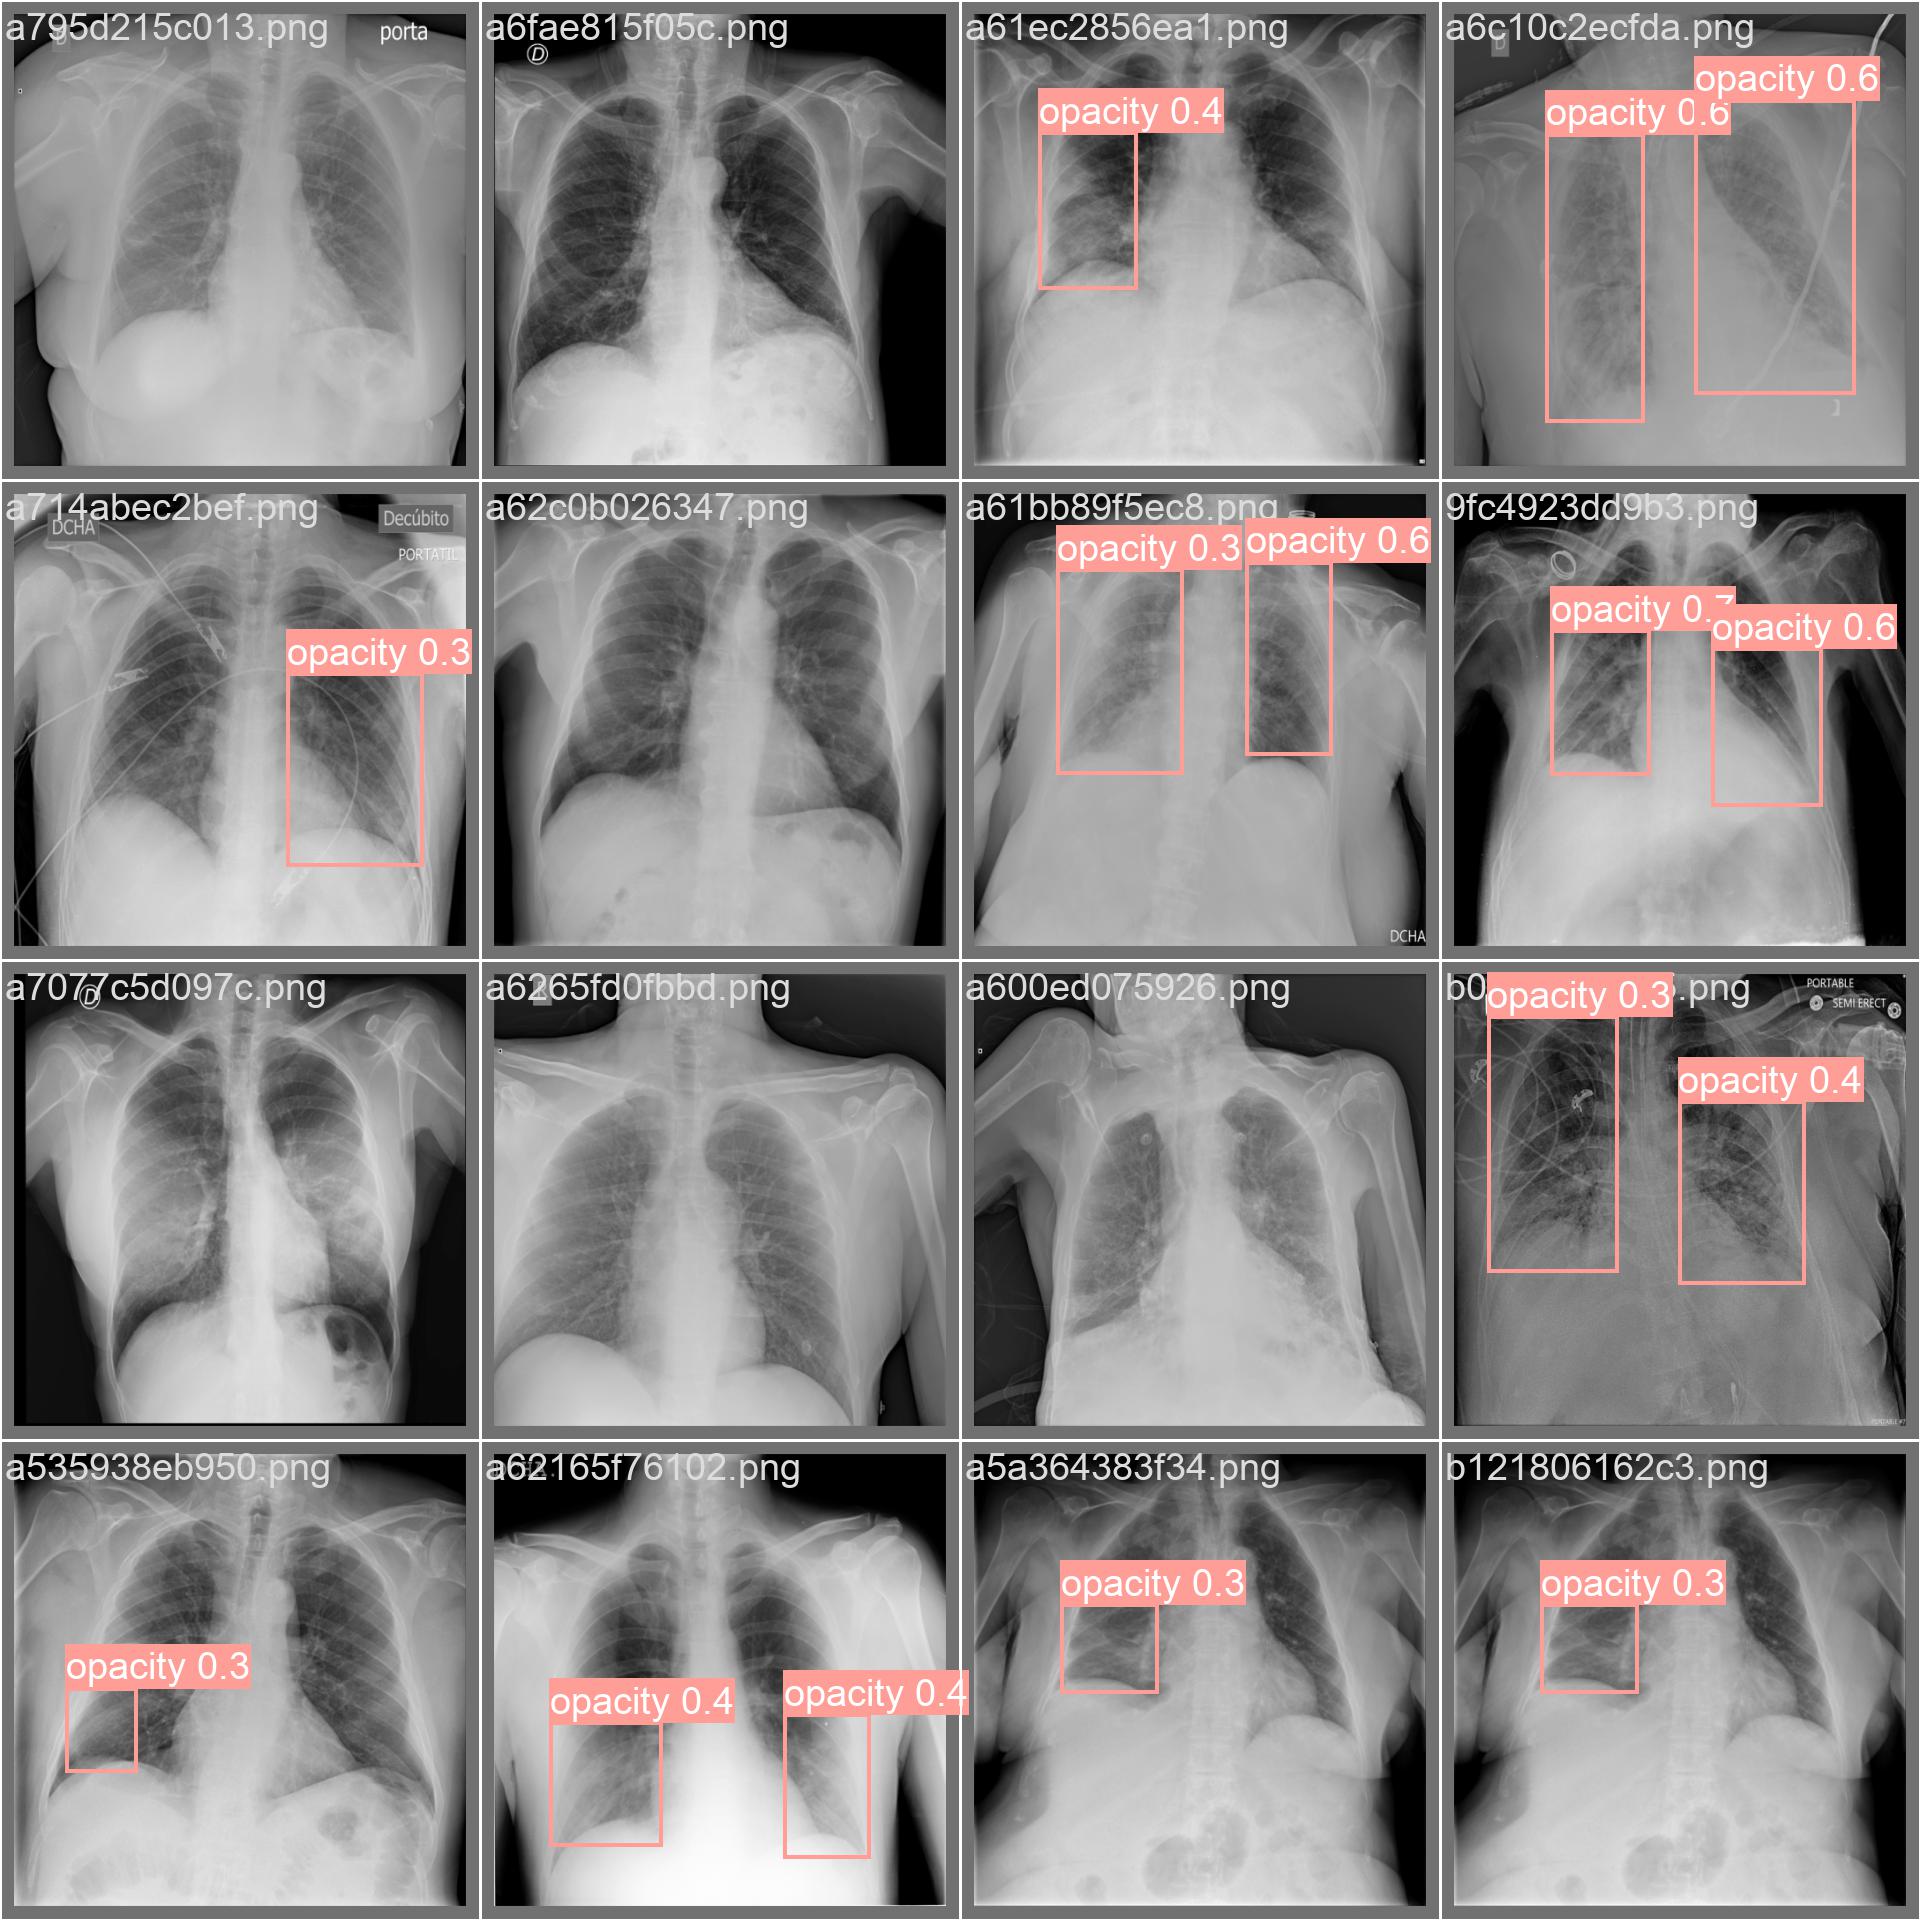 a795d215c013.png
D
porta
a6fae815f05c.png
D
a61ec2856ea1.png
opacity 0.4
a6c10c2ecfda.png
D
opacity 0.6
opacity 0.6
a714abec2bef.png
DCHA
Decúbito
PORTATIL
opacity 0.3
a62c0b026347.png
a61bb89f5ec8.png
opacity 0.3
opacity 0.6
DCHA
9fc4923dd9b3.png
opacity 0.7
opacity 0.6
a7077c5d097c.png
D
a6265fd0fbbd.png
a600ed075926.png
.png
PORTABLE
SEMI ERECT
opacity 0.3
opacity 0.4
a535938eb950.png
opacity 0.3
a62165f76102.png
opacity 0.4
opacity 0.4
a5a364383f34.png
opacity 0.3
b121806162c3.png
opacity 0.3